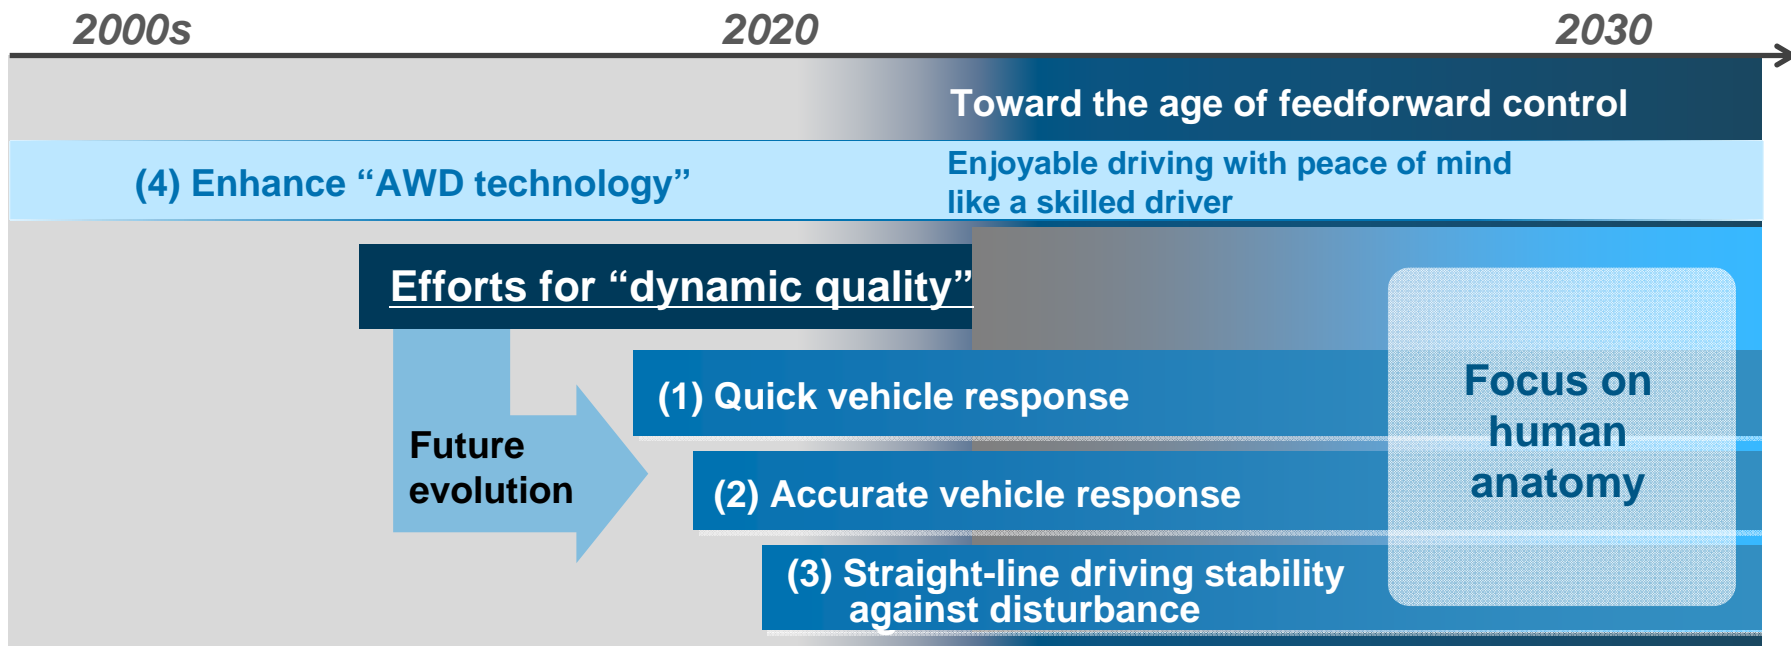 2000s 2020 2030
Toward the age of feedforward control
(4) Enhance “AWD technology”
Enjoyable driving with peace of mind
like a skilled driver
Efforts for “dynamic quality”
Future
evolution
(1) Quick vehicle response
(2) Accurate vehicle response
(3) Straight-line driving stability
against disturbance
Focus on
human
anatomy